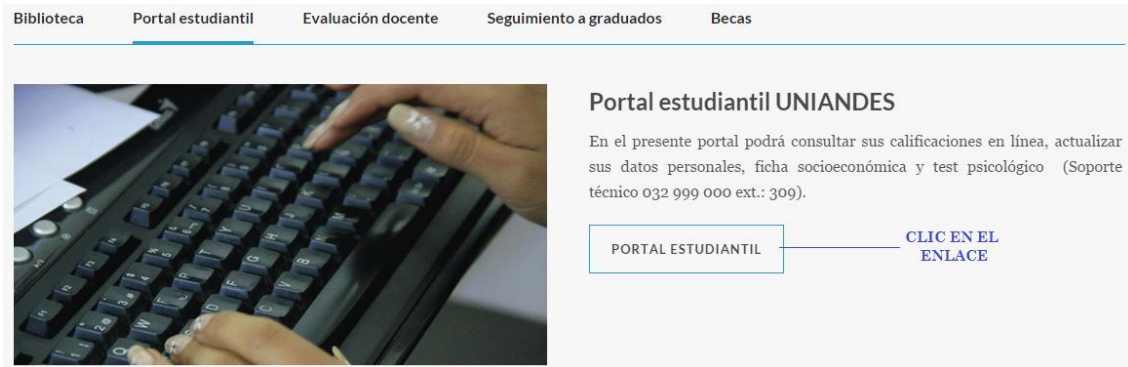 Biblioteca Portal estudiantil Evaluación docente Seguimiento a graduados Becas
Portal estudiantil UNIANDES
En el presente portal podrá consultar sus calificaciones en línea, actualizar
sus datos personales, ficha socioeconómica y test psicológico (Soporte
técnico 032 999 000 ext.: 309).
PORTAL ESTUDIANTIL
CLIC EN EL
ENLACE